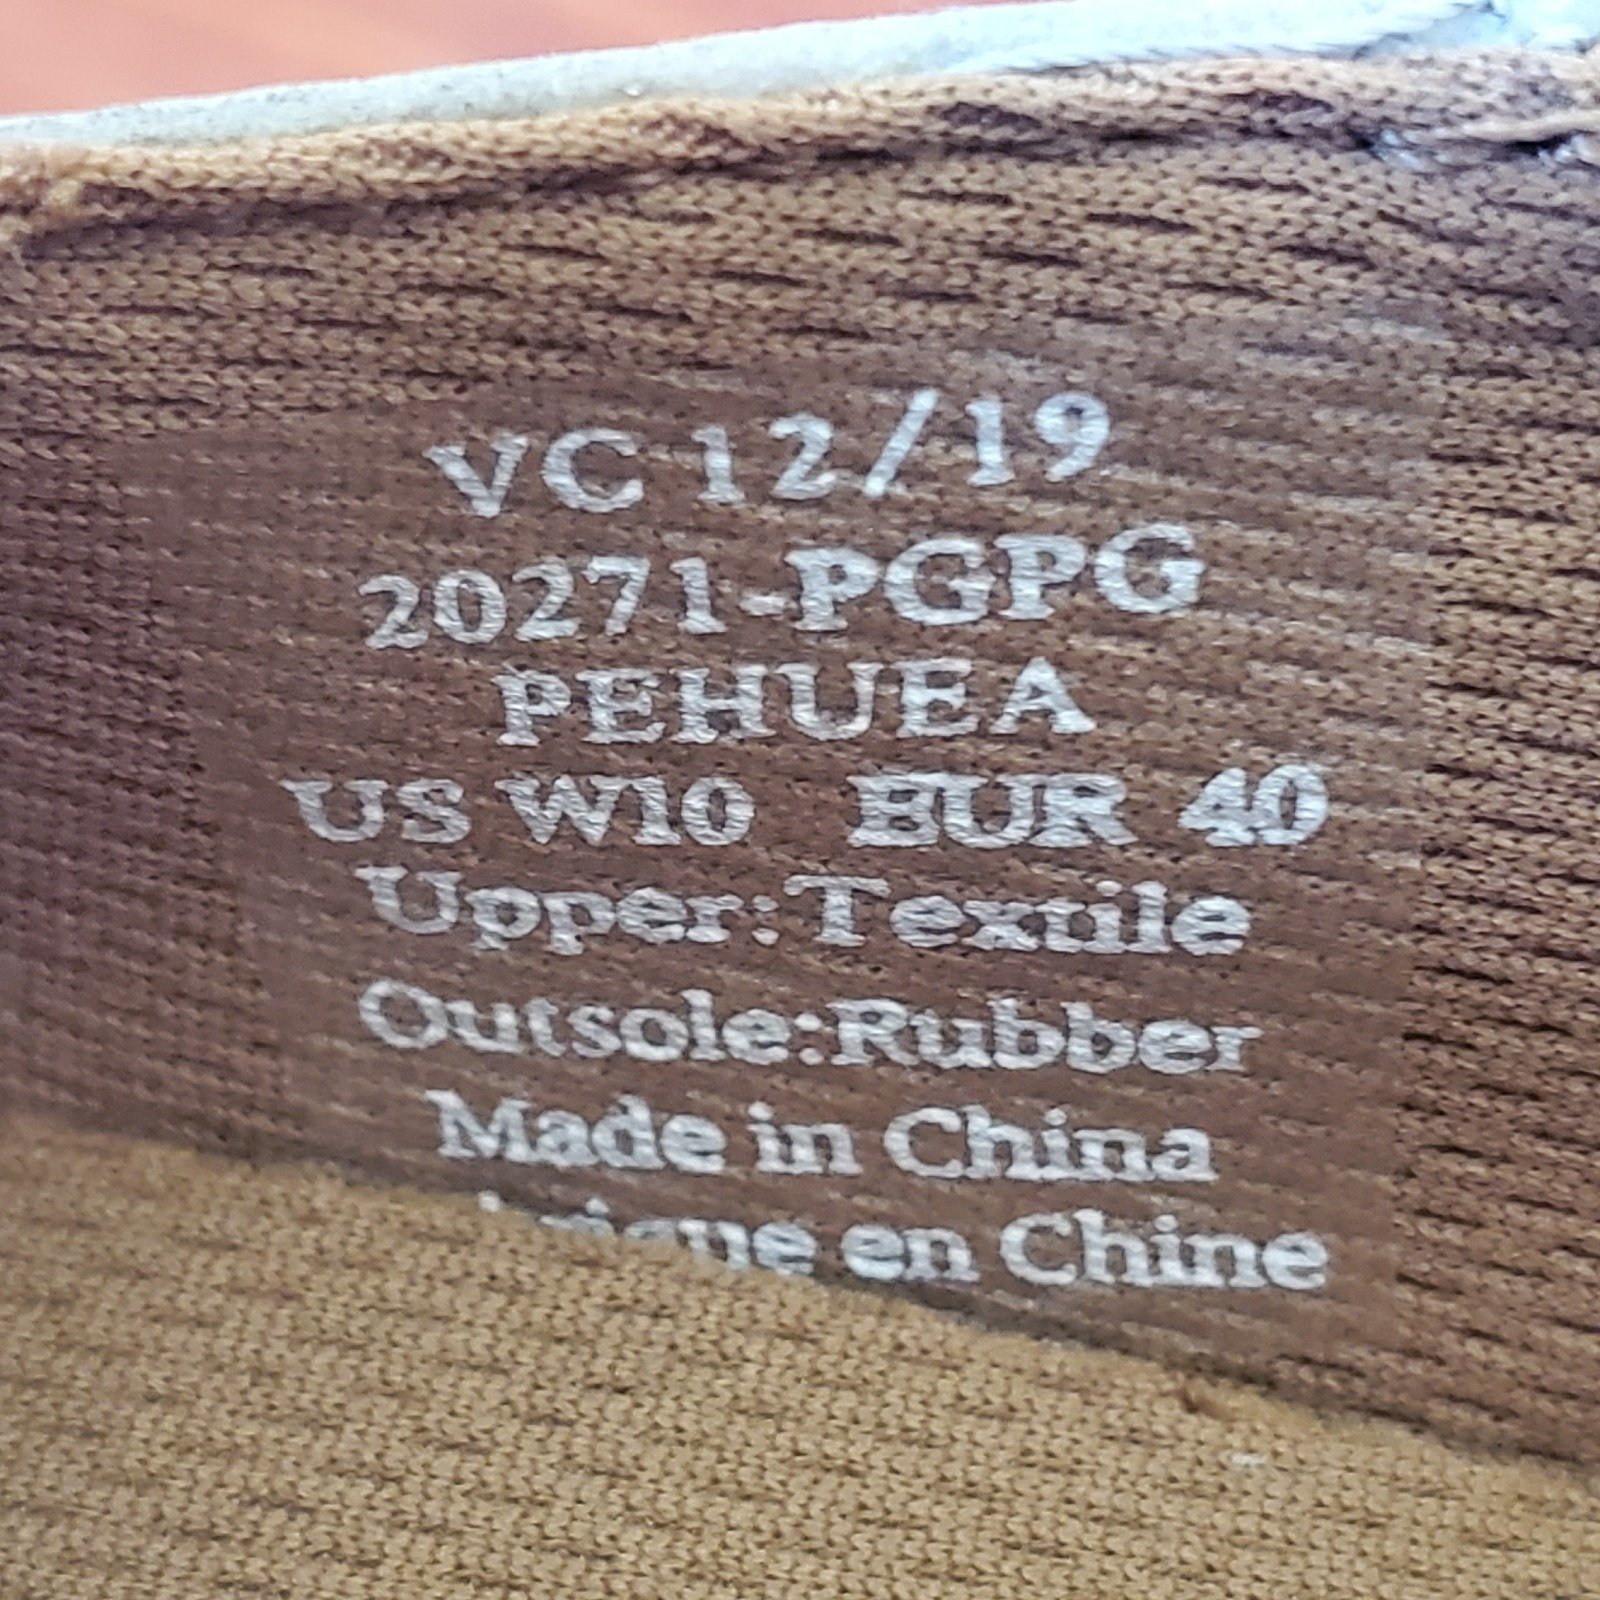 VC 12/19
20271-PGPG
PEHUEA
US W10 EUR 40
Upper:Textile
Outsole:Rubber
Made in China
en Chine